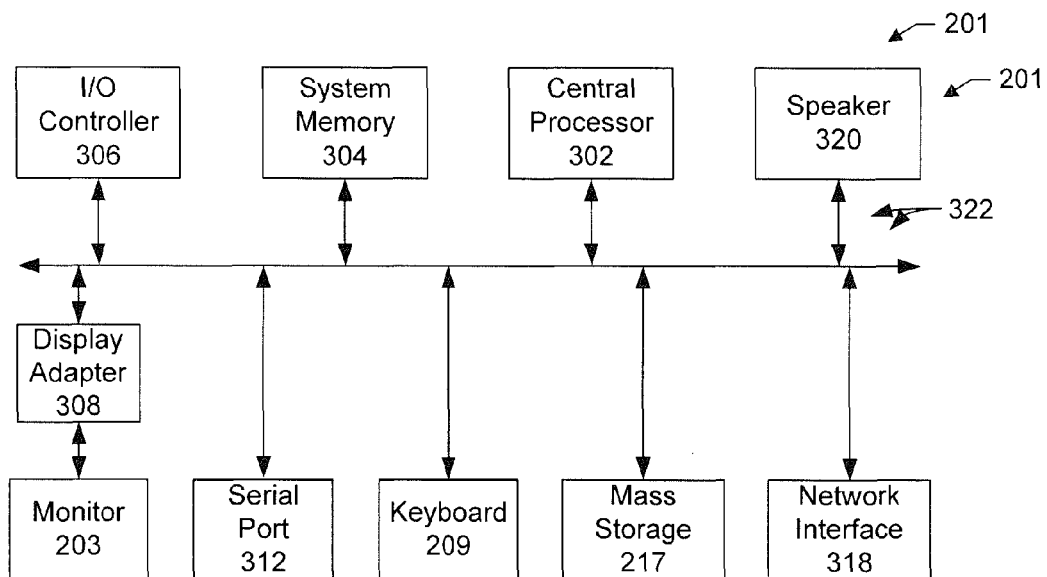 201
I/O
Controller
306
System
Memory
304
Central
Processor
302
Speaker
320
201
322
Display
Adapter
308
Monitor
203
Serial
Port
312
Keyboard
209
Mass
Storage
217
Network
Interface
318